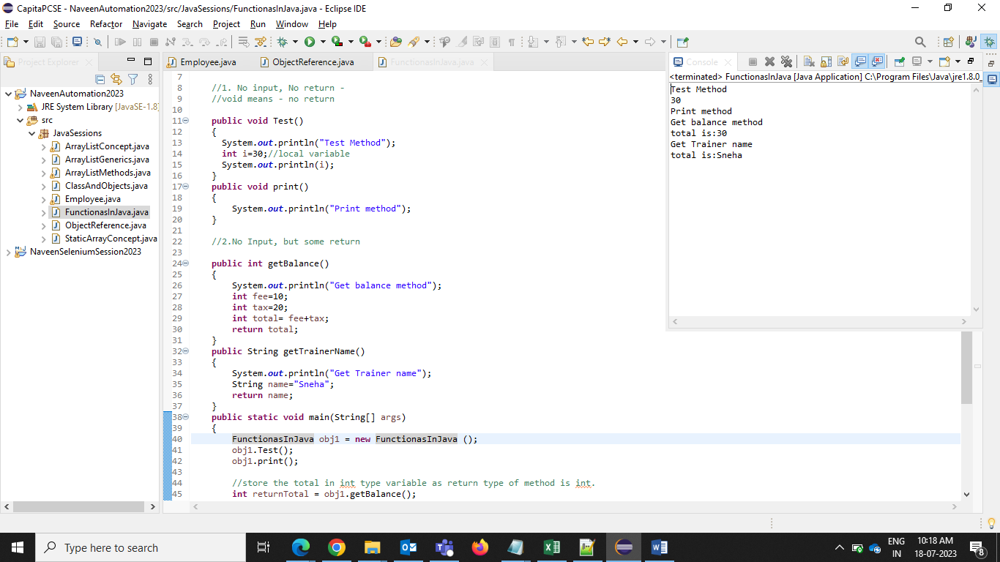 CapitaPCSE - NaveenAutomation2023/src/JavaSessions/FunctionasInJava.java - Eclipse IDE
File Edit Source Refactor Navigate Search Project Run Window Help
Project Explorer
NaveenAutomation2023
JRE System Library [JavaSE-1.8]
src
JavaSessions
ArrayListConcept.java
ArrayListGenerics.java
ArrayListMethods.java
ClassAndObjects.java
Employee.java
FunctionasInJava.java
ObjectReference.java
StaticArrayConcept.java
NaveenSeleniumSession2023
Employee.java ObjectReference.java FunctionasInJava.java
7
8 //1. No input, No return -
9 //void means - no return
10
11 public void Test()
12 {
13 System.out.println("Test Method");
14 int i=30;//local variable
15 System.out.println(i);
16 }
17 public void print()
18 {
19 System.out.println("Print method");
20 }
21
22 //2.No Input, but some return
23
24 public int getBalance()
25 {
26 System.out.println("Get balance method");
27 int fee=10;
28 int tax=20;
29 int total= fee+tax;
30 return total;
31 }
32 public String getTrainerName()
33 {
34 System.out.println("Get Trainer name");
35 String name="Sneha";
36 return name;
37 }
38 public static void main(String[] args)
39 {
40 FunctionasInJava obj1 = new FunctionasInJava ();
41 obj1.Test();
42 obj1.print();
43
44 //store the total in int type variable as return type of method is int.
45 int returnTotal = obj1.getBalance();
Console
<terminated> FunctionasInJava [Java Application] C:\Program Files\Java\jre1.8.0_
Test Method
30
Print method
Get balance method
total is:30
Get Trainer name
total is:Sneha
Type here to search
ENG
IN
10:18 AM
18-07-2023
8